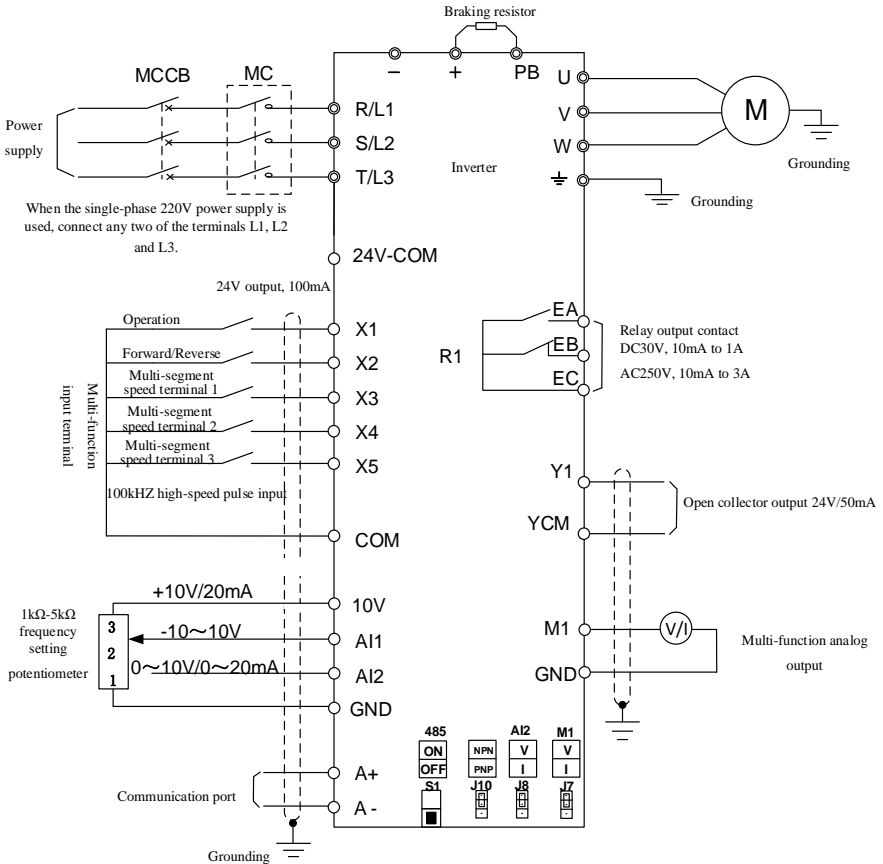 Braking resistor
MCCB
MC
−
+
PB
Power
supply
R/L1
S/L2
T/L3
Inverter
U
V
W
M
Grounding
Grounding
When the single-phase 220V power supply is
used, connect any two of the terminals L1, L2
and L3.
24V-COM
24V output, 100mA
Multi-function
input terminal
Operation
X1
Forward/Reverse
X2
Multi-segment
speed terminal 1
X3
Multi-segment
speed terminal 2
X4
Multi-segment
speed terminal 3
X5
100kHZ high-speed pulse input
COM
R1
EA
EB
EC
Relay output contact
DC30V, 10mA to 1A
AC250V, 10mA to 3A
Y1
YCM
Open collector output 24V/50mA
1kΩ-5kΩ
frequency
setting
potentiometer
3
2
1
+10V/20mA
10V
-10～10V
AI1
0～10V/0～20mA
AI2
GND
M1
V/I
GND
Multi-function analog
output
485
ON
OFF
S1
NPN
PNP
J10
AI2
V
I
J8
M1
V
I
J7
Communication port
A+
A -
Grounding